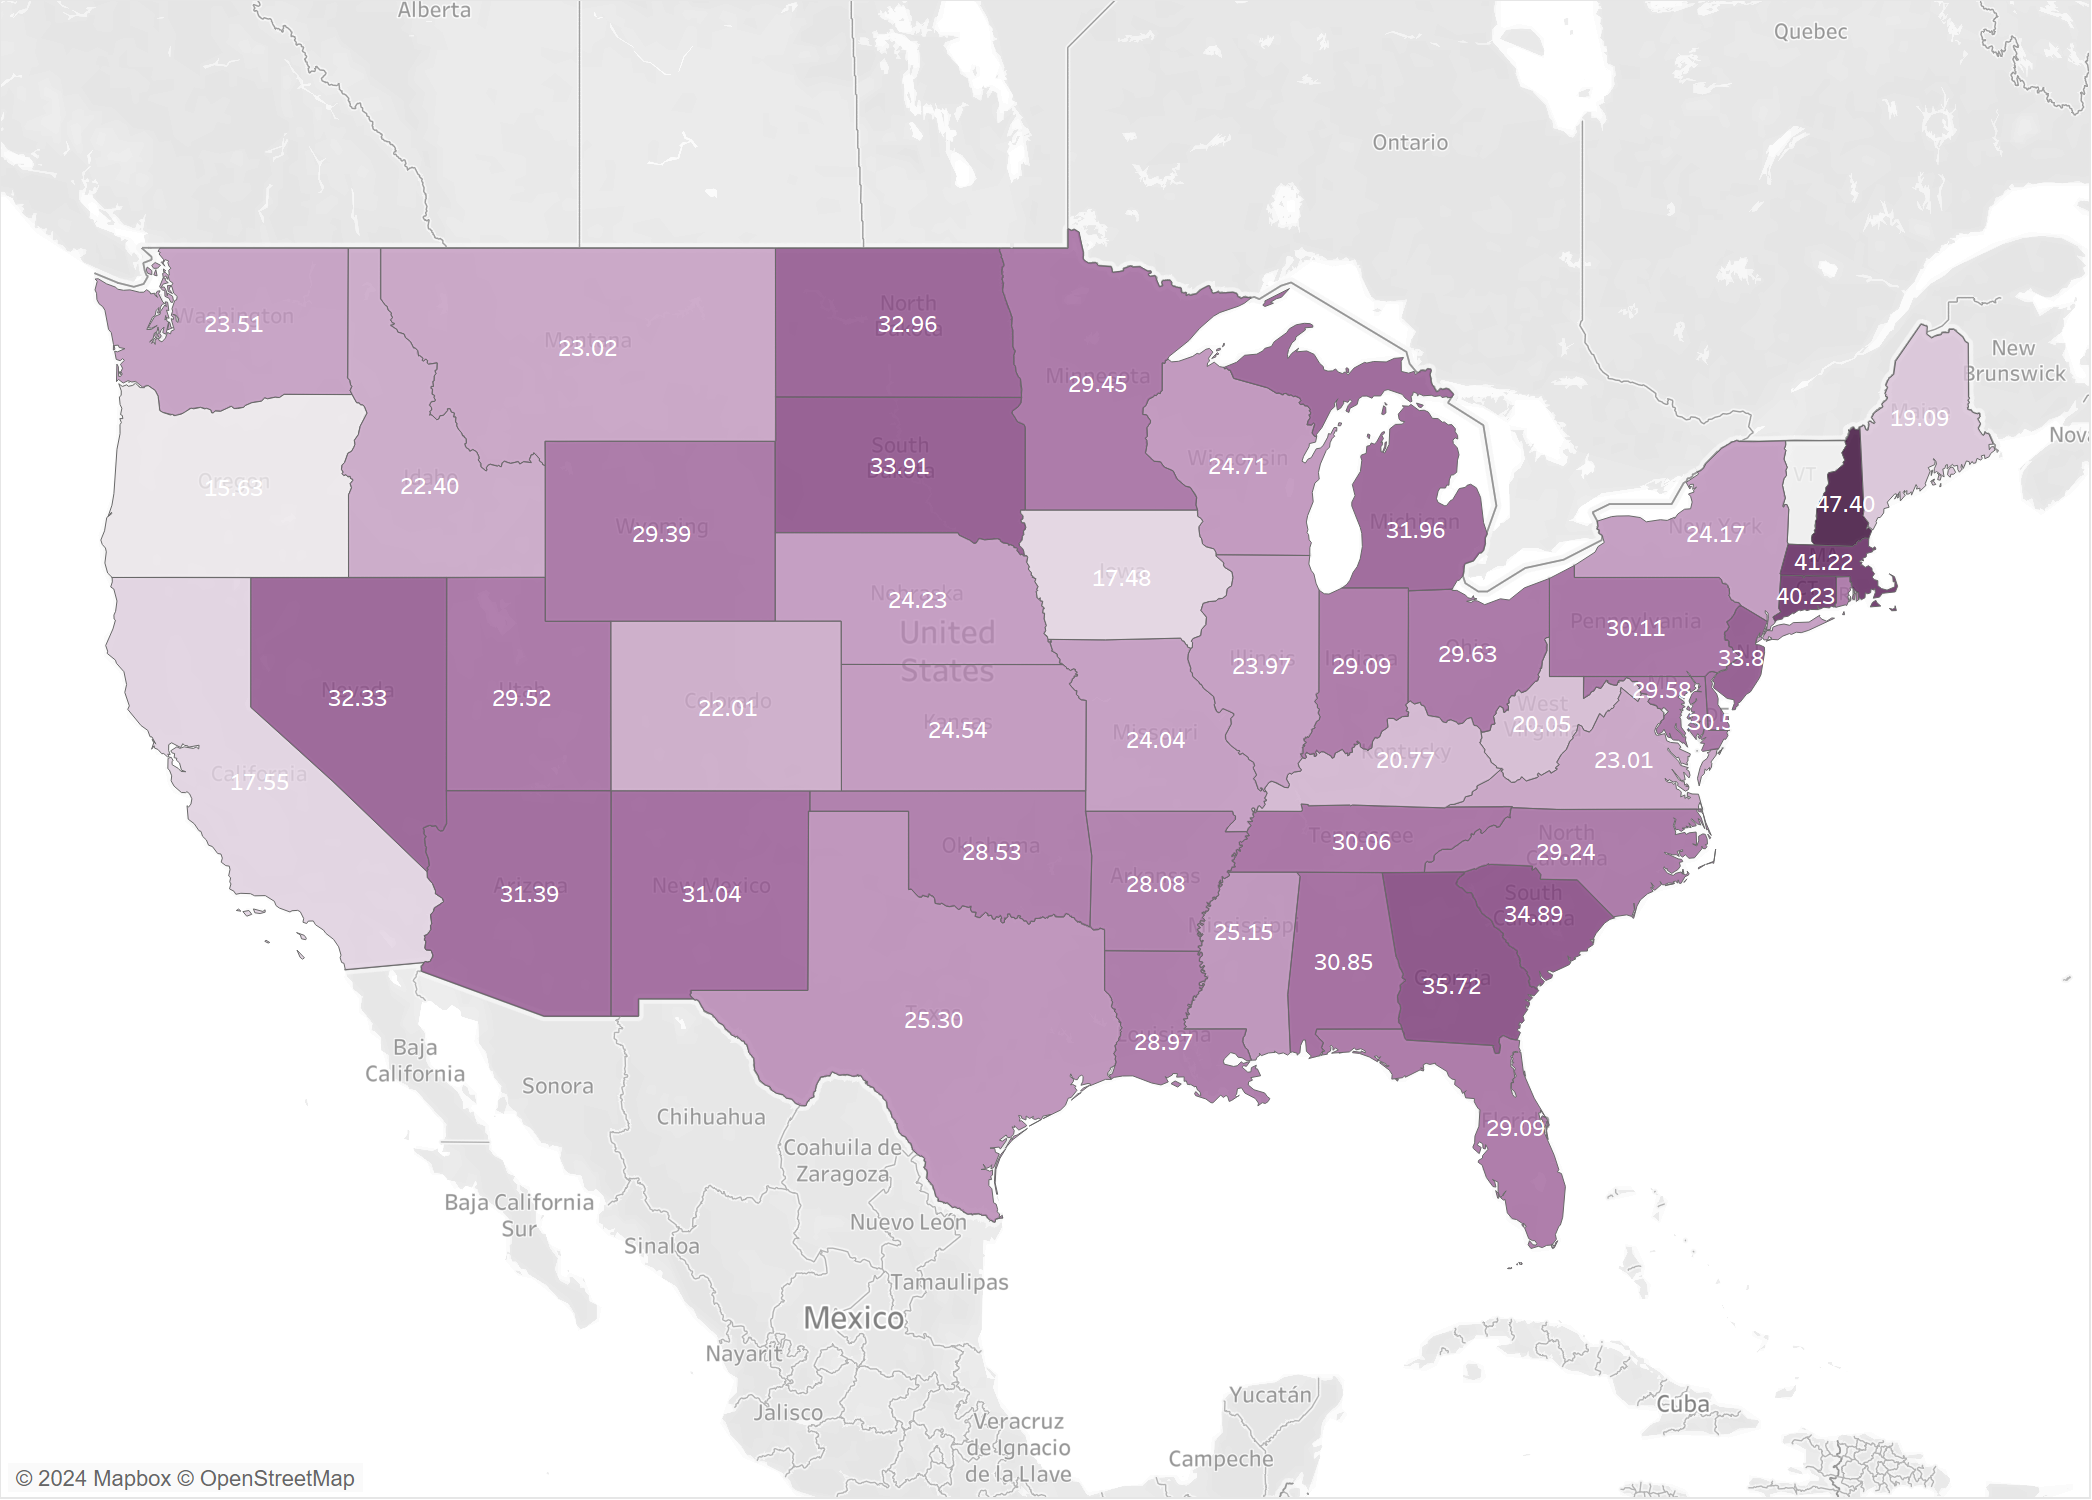 Alberta
Quebec
Ontario
New
Brunswick
Nov
Washington
23.51
Montana
23.02
North
32.96
Minnesota
29.45
Maine
19.09
Oregon
15.63
Idaho
22.40
South
Dakota
33.91
Wyoming
29.39
Wisconsin
24.71
Michigan
31.96
New York
24.17
VT
47.40
41.22
CT
40.23
R
Iowa
17.48
Nebraska
24.23
United
States
Pennsylvania
30.11
33.8
Illinois
23.97
Indiana
29.09
Ohio
29.63
29.58
30.5
Nevada
32.33
Utah
29.52
Colorado
22.01
Kansas
24.54
Missouri
24.04
West
Virginia
20.05
Kentucky
20.77
23.01
California
17.55
Oklahoma
28.53
Tennessee
30.06
North
Carolina
29.24
Arizona
31.39
New Mexico
31.04
Arkansas
28.08
Mississippi
25.15
30.85
South
Carolina
34.89
Georgia
35.72
Texas
25.30
Louisiana
28.97
Florida
29.09
Baja
California
Sonora
Chihuahua
Coahuila de
Zaragoza
Baja California
Sur
Sinaloa
Nuevo León
Tamaulipas
Mexico
Nayarit
Jalisco
Veracruz
de Ignacio
de la Llave
Yucatán
Campeche
Cuba
© 2024 Mapbox © OpenStreetMap